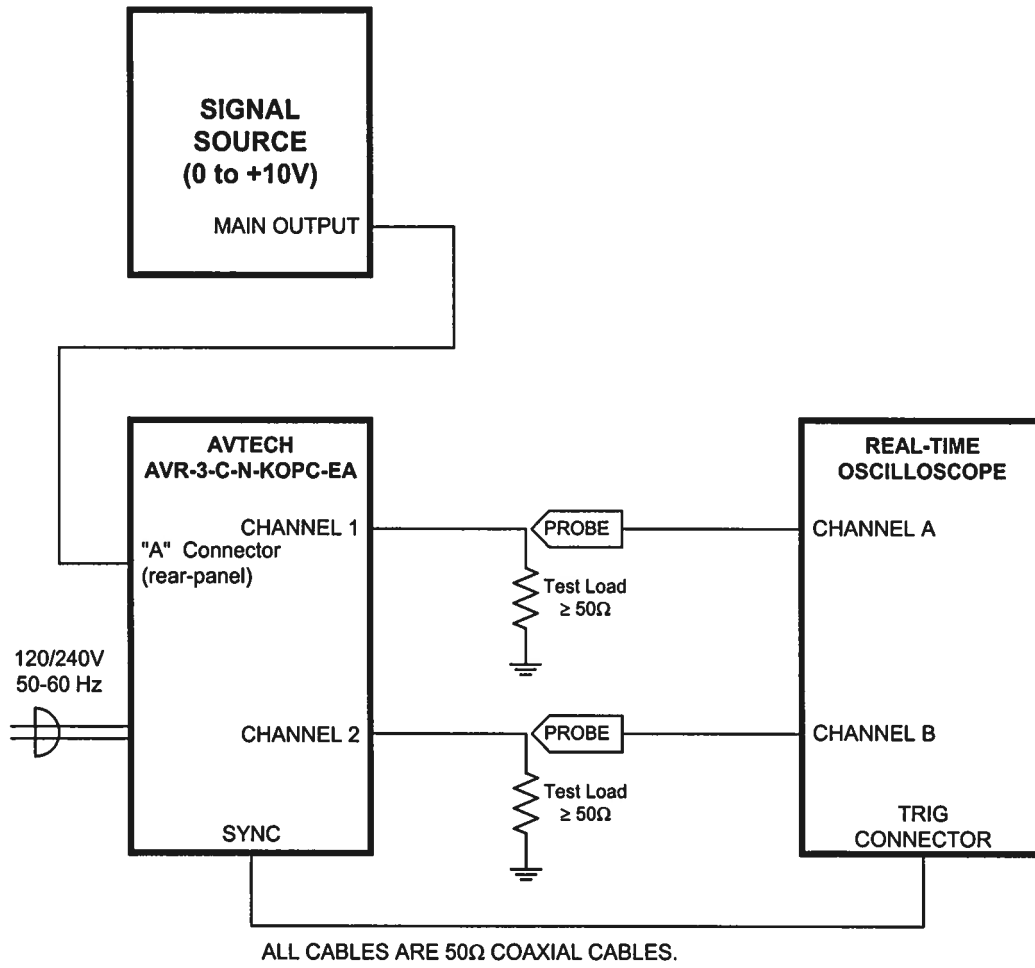 SIGNAL
SOURCE
(0 to +10V)
MAIN OUTPUT
AVTECH
AVR-3-C-N-KOPC-EA
CHANNEL 1
"A" Connector
(rear-panel)
120/240V
50-60 Hz
CHANNEL 2
SYNC
PROBE
Test Load
≥ 50Ω
PROBE
Test Load
≥ 50Ω
REAL-TIME
OSCILLOSCOPE
CHANNEL A
CHANNEL B
TRIG
CONNECTOR
ALL CABLES ARE 50Ω COAXIAL CABLES.